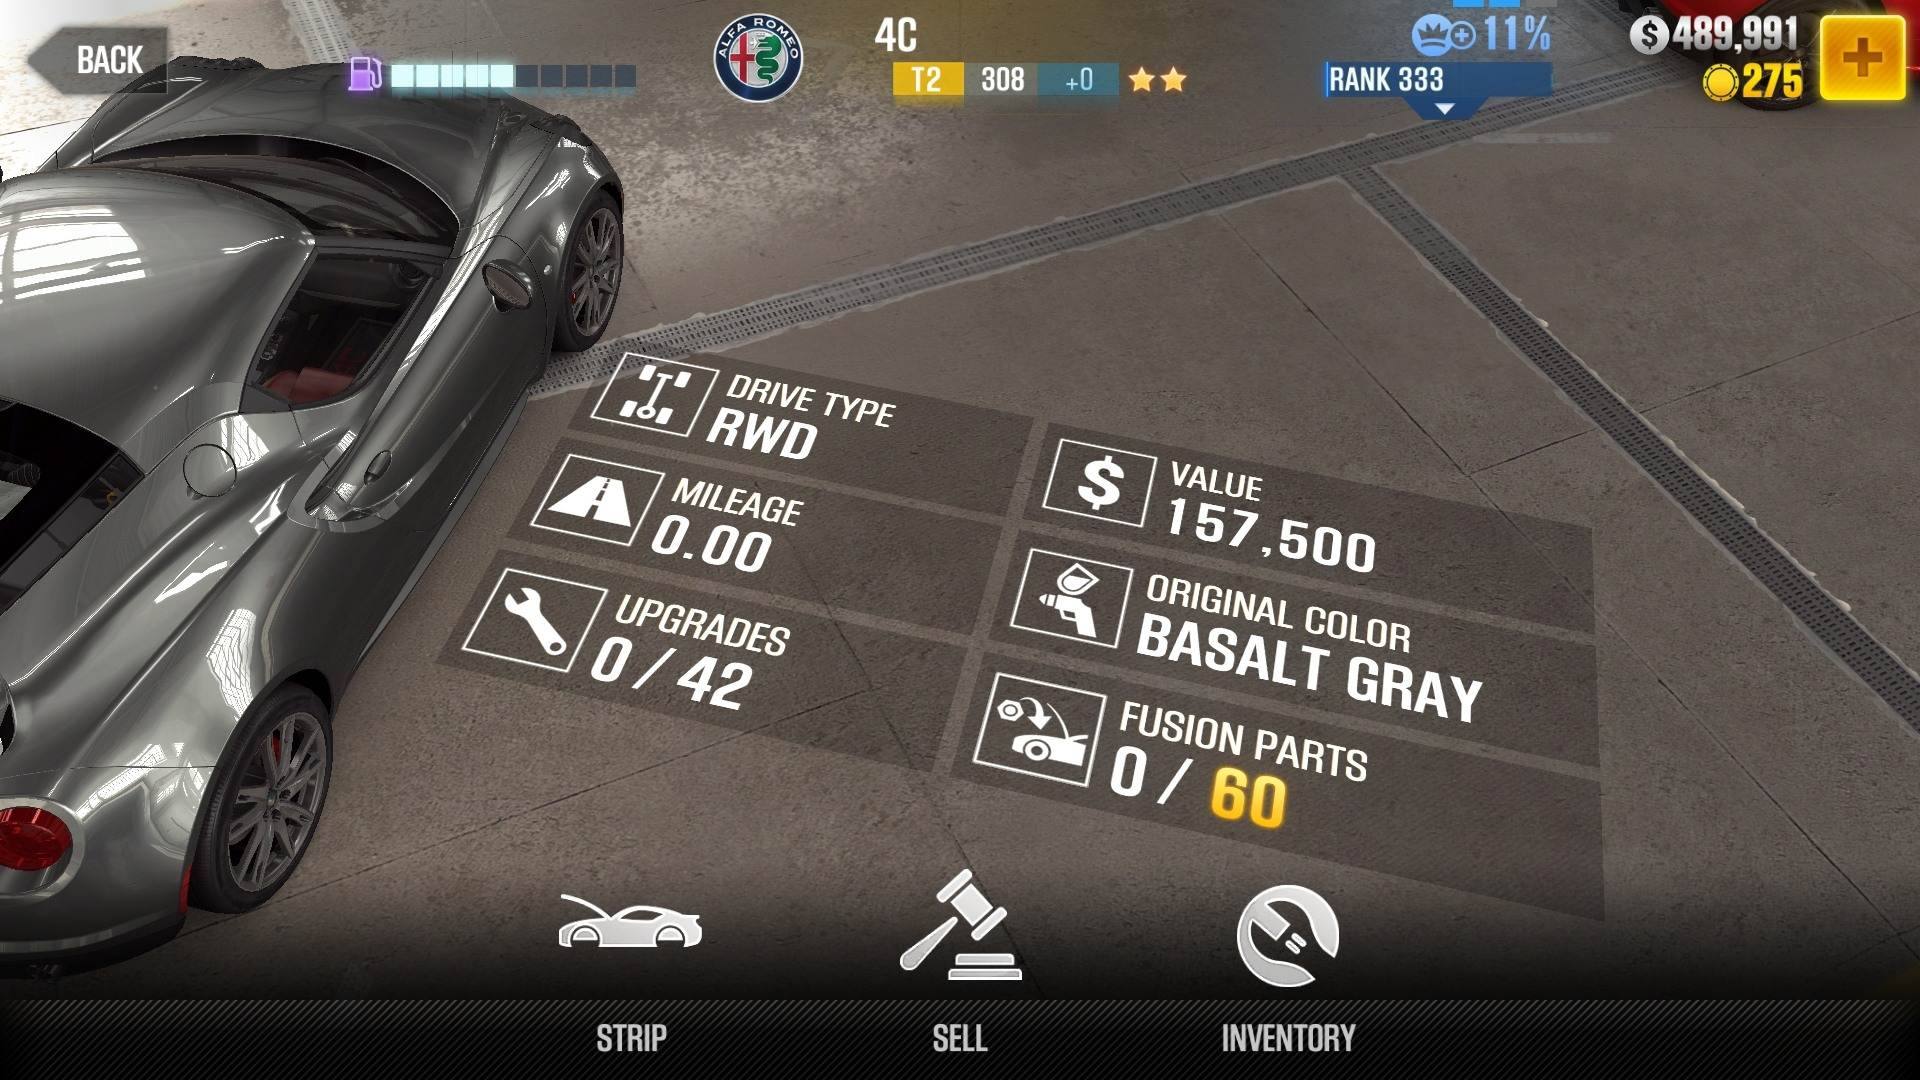 BACK
ALFA ROMEO
4C
T2 308 +0
11%
RANK 333
$ 489,991
275
DRIVE TYPE
RWD
MILEAGE
0.00
UPGRADES
0 / 42
$ VALUE
157,500
ORIGINAL COLOR
BASALT GRAY
FUSION PARTS
0 / 60
STRIP
SELL
INVENTORY